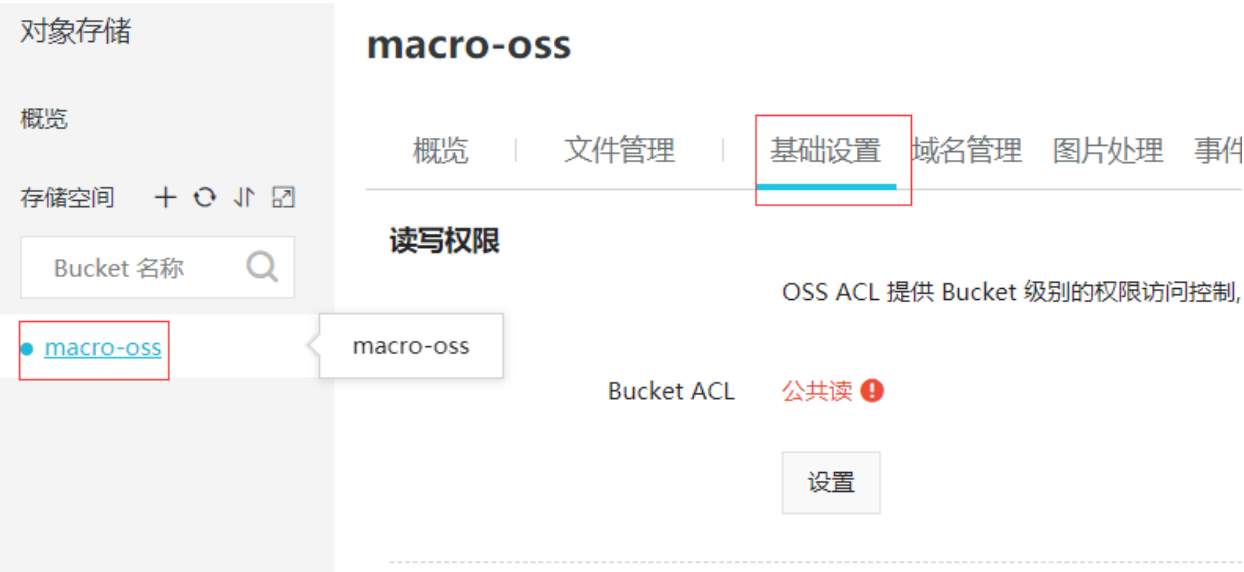 对象存储
概览
存储空间
Bucket 名称
macro-oss
macro-oss
macro-oss
概览
文件管理
基础设置
域名管理
图片处理
事件
读写权限
OSS ACL 提供 Bucket 级别的权限访问控制,
Bucket ACL
公共读
设置